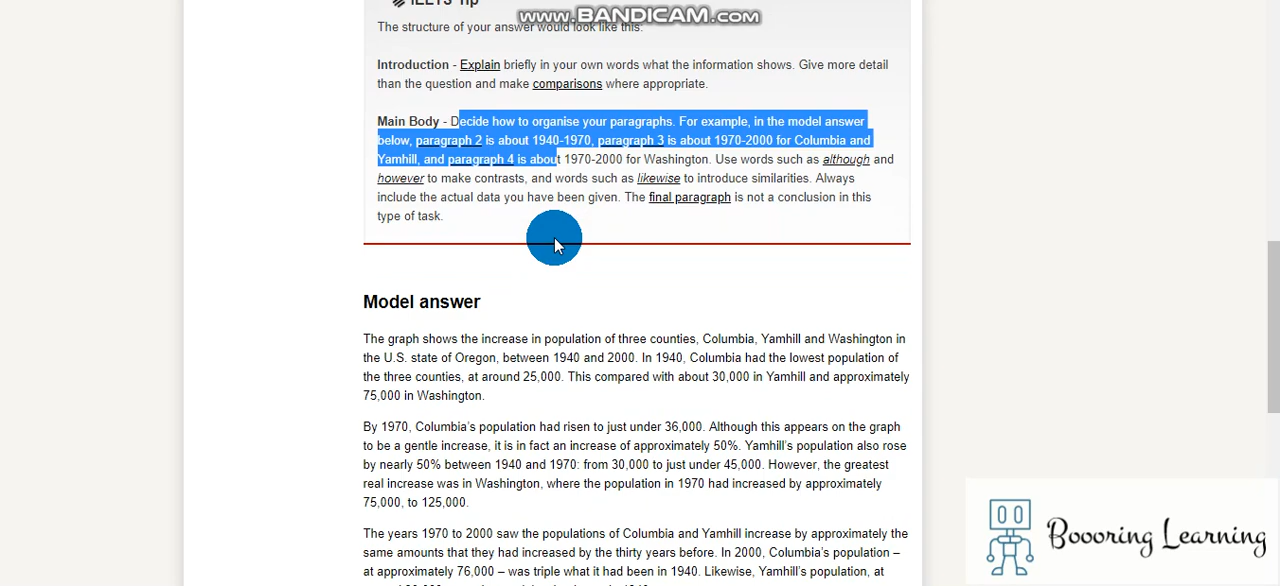 IELTS Tip
www.BANDICAM.com
The structure of your answer would look like this:
Introduction - Explain briefly in your own words what the information shows. Give more detail
than the question and make comparisons where appropriate.
Main Body - Decide how to organise your paragraphs. For example, in the model answer
below, paragraph 2 is about 1940-1970, paragraph 3 is about 1970-2000 for Columbia and
Yamhill, and paragraph 4 is about 1970-2000 for Washington. Use words such as although and
however to make contrasts, and words such as likewise to introduce similarities. Always
include the actual data you have been given. The final paragraph is not a conclusion in this
type of task.
Model answer
The graph shows the increase in population of three counties, Columbia, Yamhill and Washington in
the U.S. state of Oregon, between 1940 and 2000. In 1940, Columbia had the lowest population of
the three counties, at around 25,000. This compared with about 30,000 in Yamhill and approximately
75,000 in Washington.
By 1970, Columbia's population had risen to just under 36,000. Although this appears on the graph
to be a gentle increase, it is in fact an increase of approximately 50%. Yamhill's population also rose
by nearly 50% between 1940 and 1970: from 30,000 to just under 45,000. However, the greatest
real increase was in Washington, where the population in 1970 had increased by approximately
75,000, to 125,000.
The years 1970 to 2000 saw the populations of Columbia and Yamhill increase by approximately the
same amounts that they had increased by the thirty years before. In 2000, Columbia's population –
at approximately 76,000 – was triple what it had been in 1940. Likewise, Yamhill's population, at
Boooring Learning